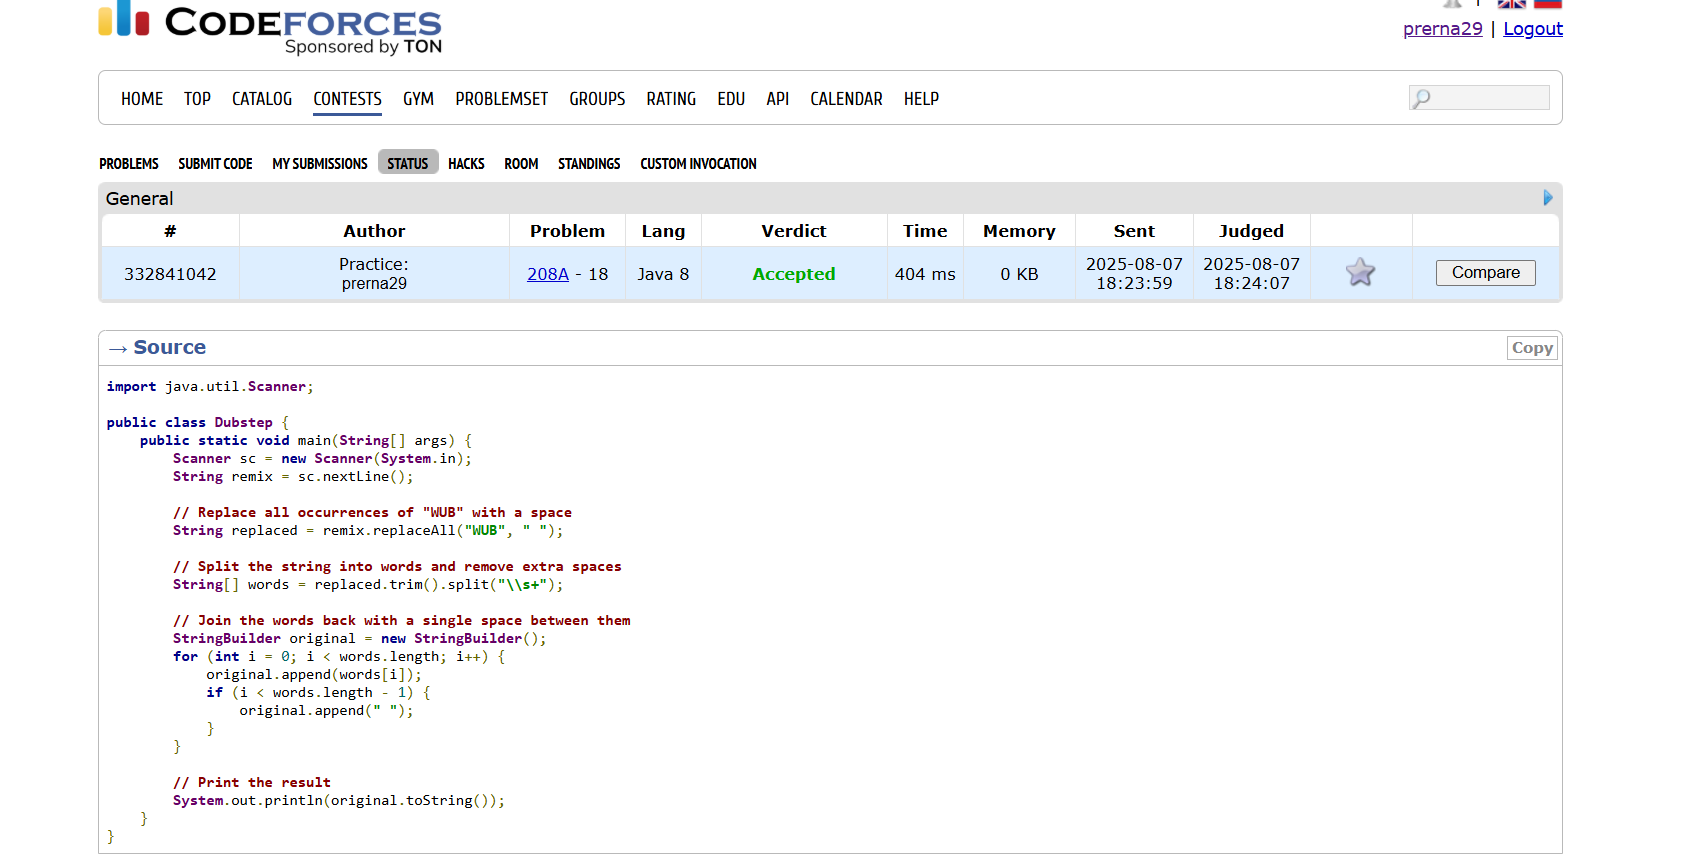 CODEFORCES
Sponsored by TON
prerna29 | Logout
HOME TOP CATALOG CONTESTS GYM PROBLEMSET GROUPS RATING EDU API CALENDAR HELP
PROBLEMS SUBMIT CODE MY SUBMISSIONS STATUS HACKS ROOM STANDINGS CUSTOM INVOCATION
General
# Author Problem Lang Verdict Time Memory Sent Judged
332841042 Practice: prerna29 208A - 18 Java 8 Accepted 404 ms 0 KB 2025-08-07 18:23:59 2025-08-07 18:24:07 Compare
→ Source Copy
import java.util.Scanner;
public class Dubstep {
    public static void main(String[] args) {
        Scanner sc = new Scanner(System.in);
        String remix = sc.nextLine();
        // Replace all occurrences of "WUB" with a space
        String replaced = remix.replaceAll("WUB", " ");
        // Split the string into words and remove extra spaces
        String[] words = replaced.trim().split("\\s+");
        // Join the words back with a single space between them
        StringBuilder original = new StringBuilder();
        for (int i = 0; i < words.length; i++) {
            original.append(words[i]);
            if (i < words.length - 1) {
                original.append(" ");
            }
        }
        // Print the result
        System.out.println(original.toString());
    }
}